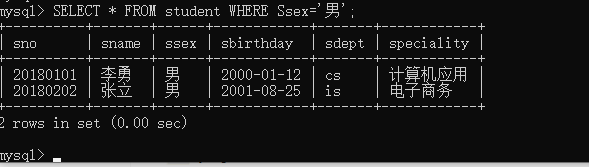 mysql> SELECT * FROM student WHERE Ssex='男';
+----------+-------+------+------------+-------+------------+
| sno | sname | ssex | sbirthday | sdept | speciality |
+----------+-------+------+------------+-------+------------+
| 20180101 | 李勇 | 男 | 2000-01-12 | cs | 计算机应用
| 20180202 | 张立 | 男 | 2001-08-25 | is | 电子商务
+----------+-------+------+------------+-------+------------+
2 rows in set (0.00 sec)
mysql>